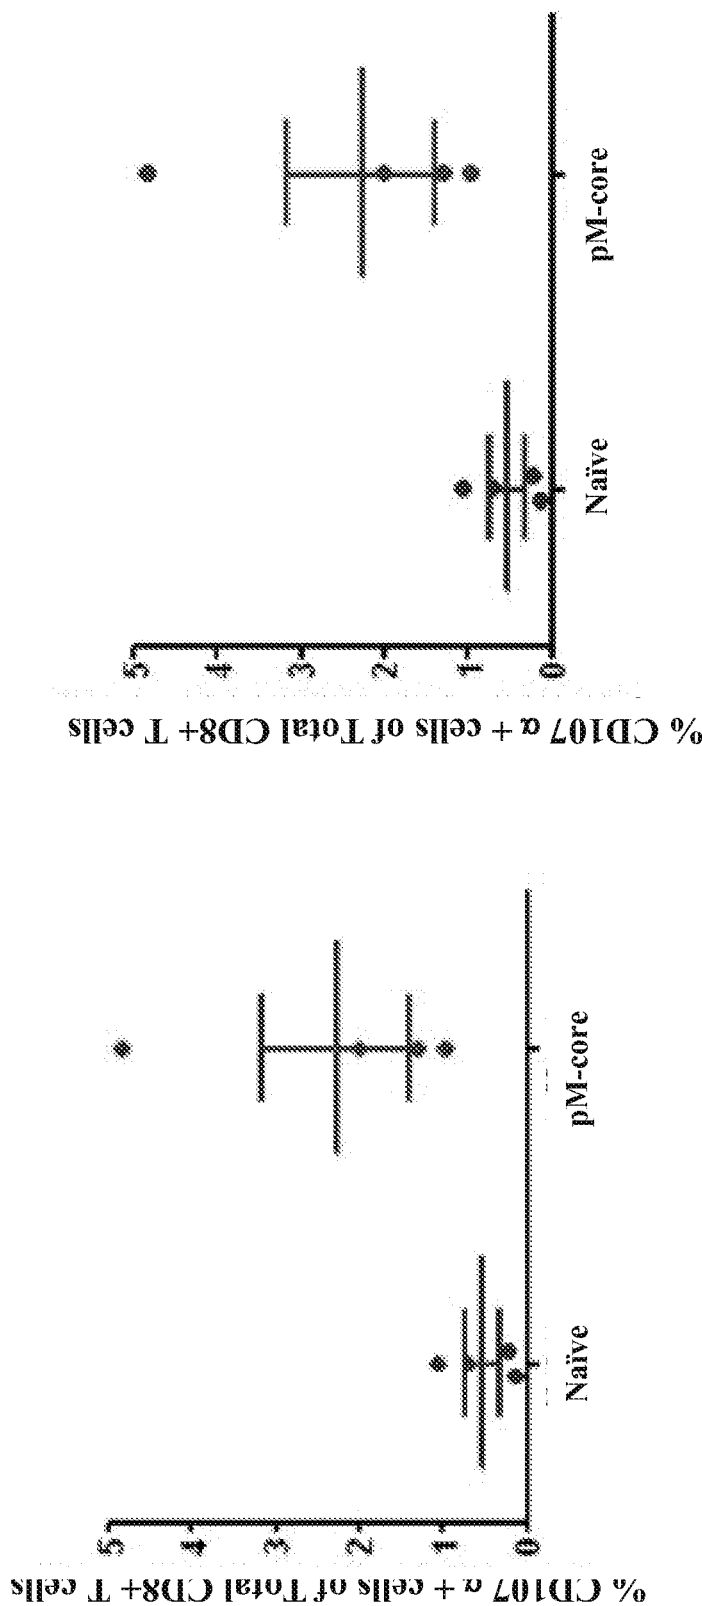 % CD107 α + cells of Total CD8+ T cells
5
4
3
2
1
0
Naïve
pM-core
% CD107 α + cells of Total CD8+ T cells
5
4
3
2
1
0
Naïve
pM-core